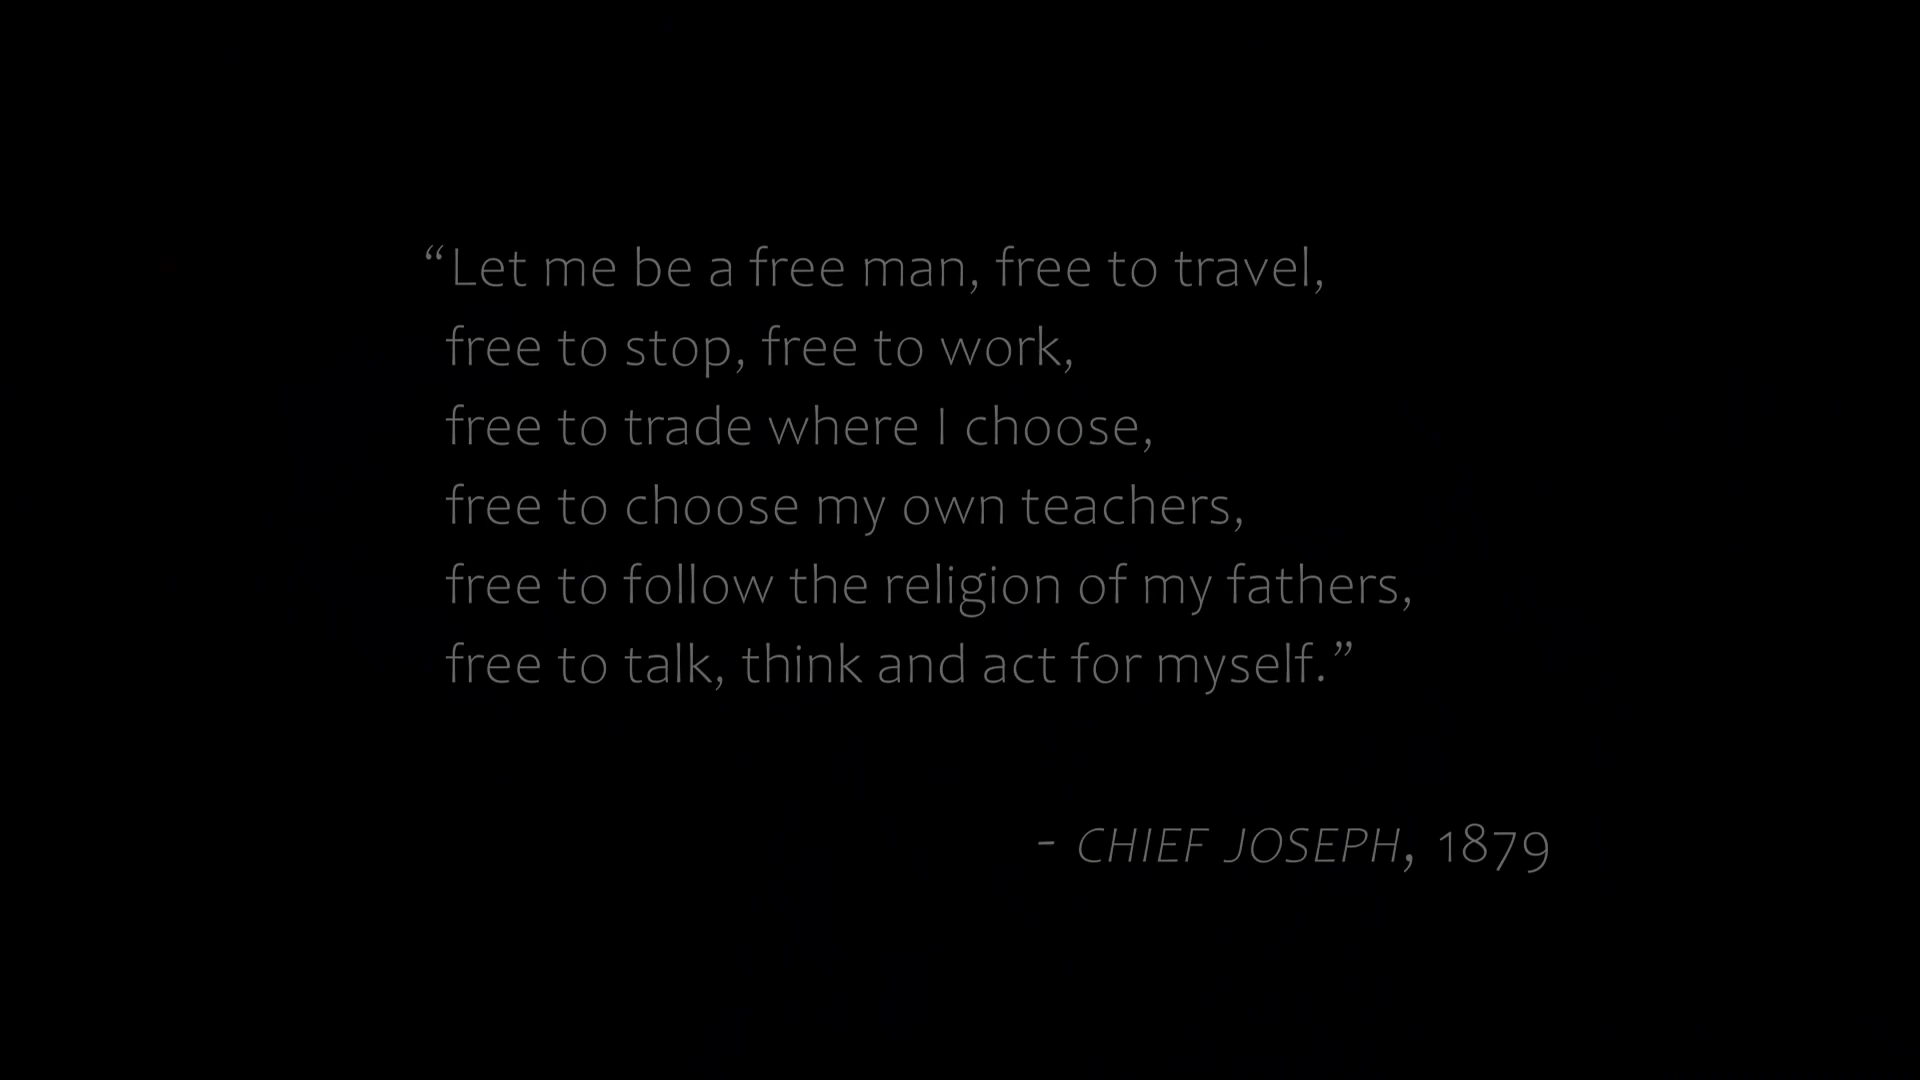 “Let me be a free man, free to travel,
free to stop, free to work,
free to trade where I choose,
free to choose my own teachers,
free to follow the religion of my fathers,
free to talk, think and act for myself.”
- CHIEF JOSEPH, 1879